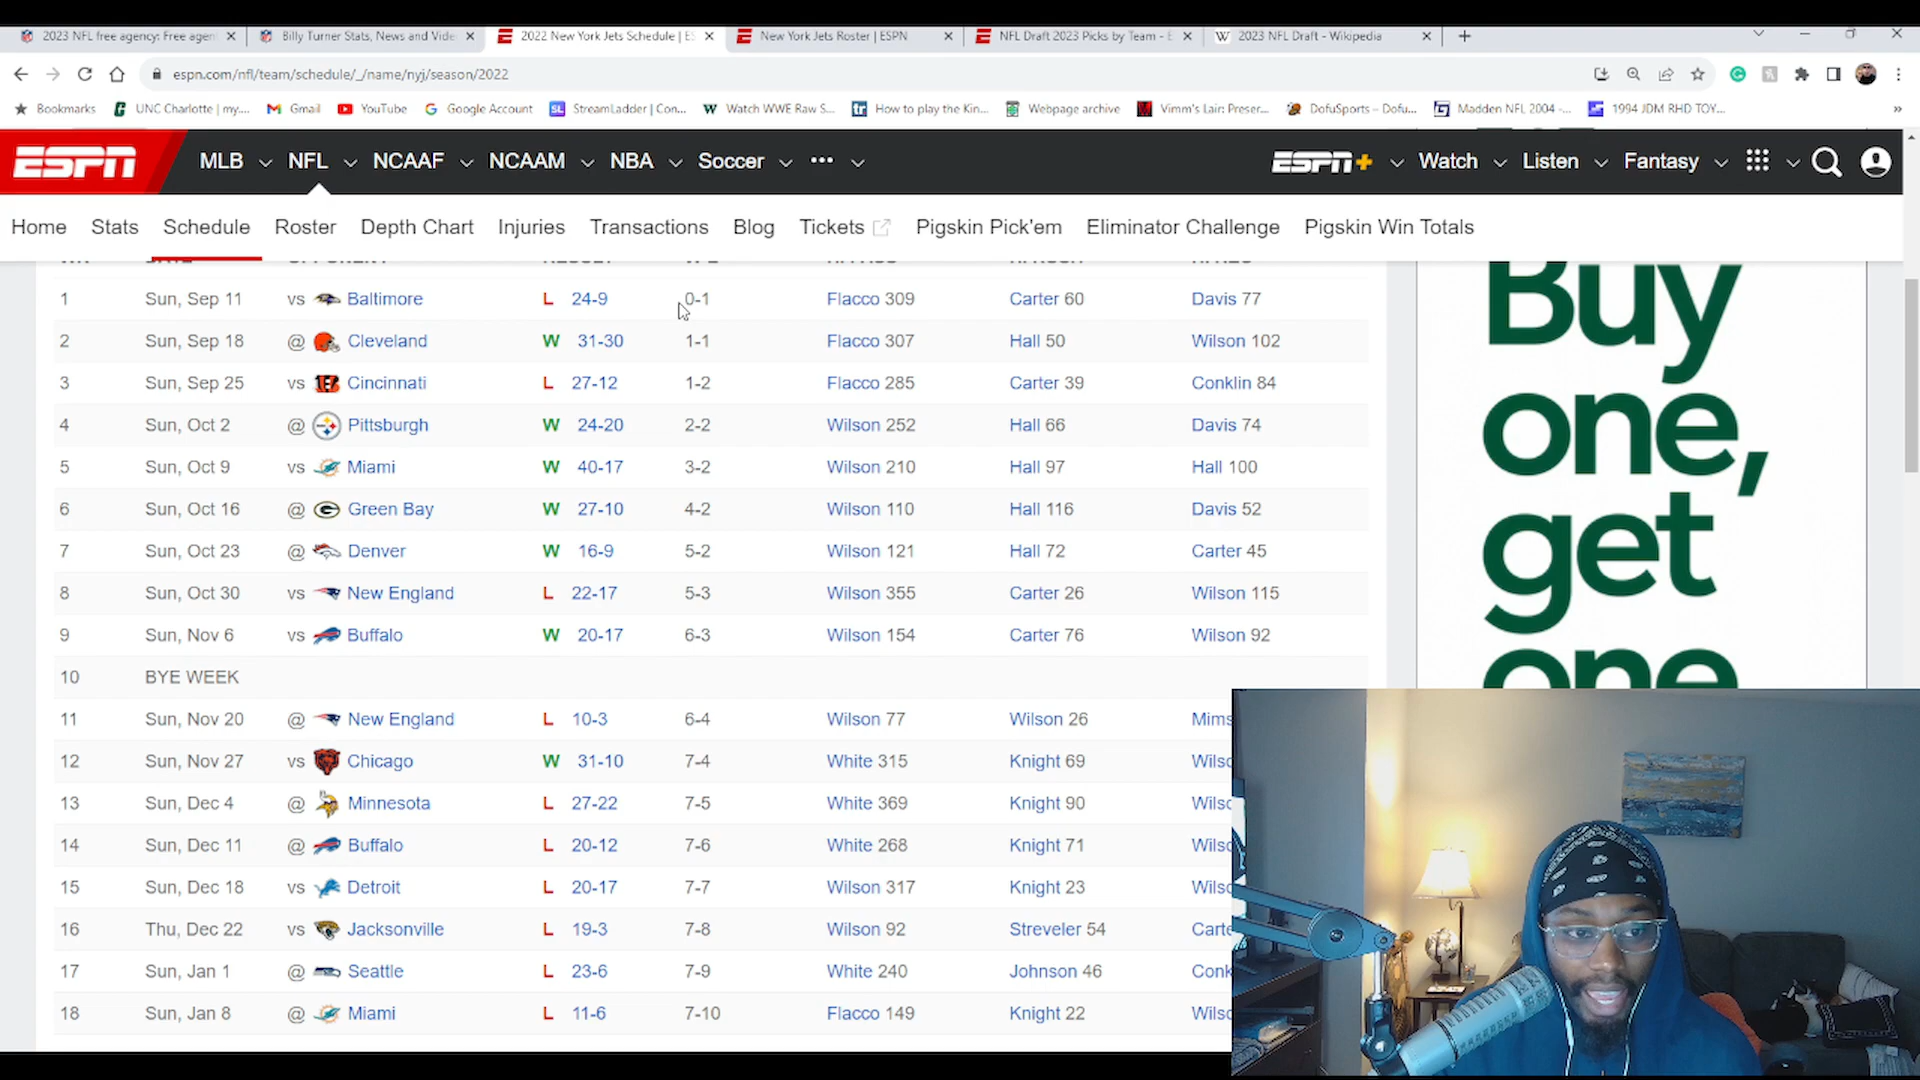 2023 NFL free agency: Free agen
Billy Turner Stats, News and Vide
2022 New York Jets Schedule | ES
New York Jets Roster | ESPN
NFL Draft 2023 Picks by Team - E
2023 NFL Draft - Wikipedia
espn.com/nfl/team/schedule/_/name/nyj/season/2022
Bookmarks UNC Charlotte | my.... Gmail YouTube Google Account StreamLadder | Con... Watch WWE Raw S... How to play the Kin... Webpage archive Vimm's Lair: Preser... DofuSports – Dofu... Madden NFL 2004 -... 1994 JDM RHD TOY...
ESPN MLB NFL NCAAF NCAAM NBA Soccer ESPN+ Watch Listen Fantasy
Home Stats Schedule Roster Depth Chart Injuries Transactions Blog Tickets Pigskin Pick'em Eliminator Challenge Pigskin Win Totals
1 Sun, Sep 11 vs Baltimore L 24-9 0-1 Flacco 309 Carter 60 Davis 77
2 Sun, Sep 18 @ Cleveland W 31-30 1-1 Flacco 307 Hall 50 Wilson 102
3 Sun, Sep 25 vs Cincinnati L 27-12 1-2 Flacco 285 Carter 39 Conklin 84
4 Sun, Oct 2 @ Pittsburgh W 24-20 2-2 Wilson 252 Hall 66 Davis 74
5 Sun, Oct 9 vs Miami W 40-17 3-2 Wilson 210 Hall 97 Hall 100
6 Sun, Oct 16 @ Green Bay W 27-10 4-2 Wilson 110 Hall 116 Davis 52
7 Sun, Oct 23 @ Denver W 16-9 5-2 Wilson 121 Hall 72 Carter 45
8 Sun, Oct 30 vs New England L 22-17 5-3 Wilson 355 Carter 26 Wilson 115
9 Sun, Nov 6 vs Buffalo W 20-17 6-3 Wilson 154 Carter 76 Wilson 92
10 BYE WEEK
11 Sun, Nov 20 @ New England L 10-3 6-4 Wilson 77 Wilson 26 Mims
12 Sun, Nov 27 vs Chicago W 31-10 7-4 White 315 Knight 69 Wils
13 Sun, Dec 4 @ Minnesota L 27-22 7-5 White 369 Knight 90 Wils
14 Sun, Dec 11 @ Buffalo L 20-12 7-6 White 268 Knight 71 Wils
15 Sun, Dec 18 vs Detroit L 20-17 7-7 Wilson 317 Knight 23 Wils
16 Thu, Dec 22 vs Jacksonville L 19-3 7-8 Wilson 92 Streveler 54 Carte
17 Sun, Jan 1 @ Seattle L 23-6 7-9 White 240 Johnson 46 Conk
18 Sun, Jan 8 @ Miami L 11-6 7-10 Flacco 149 Knight 22 Wils
Buy
one,
get
one